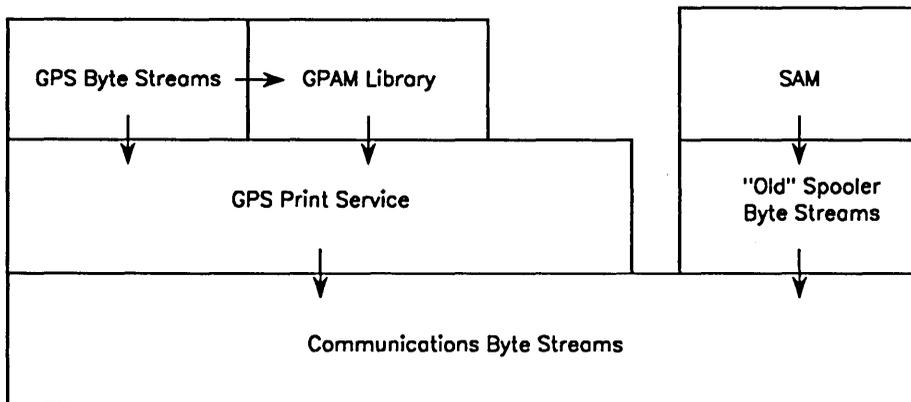 GPS Byte Streams
GPAM Library
SAM
GPS Print Service
"Old" Spooler
Byte Streams
Communications Byte Streams